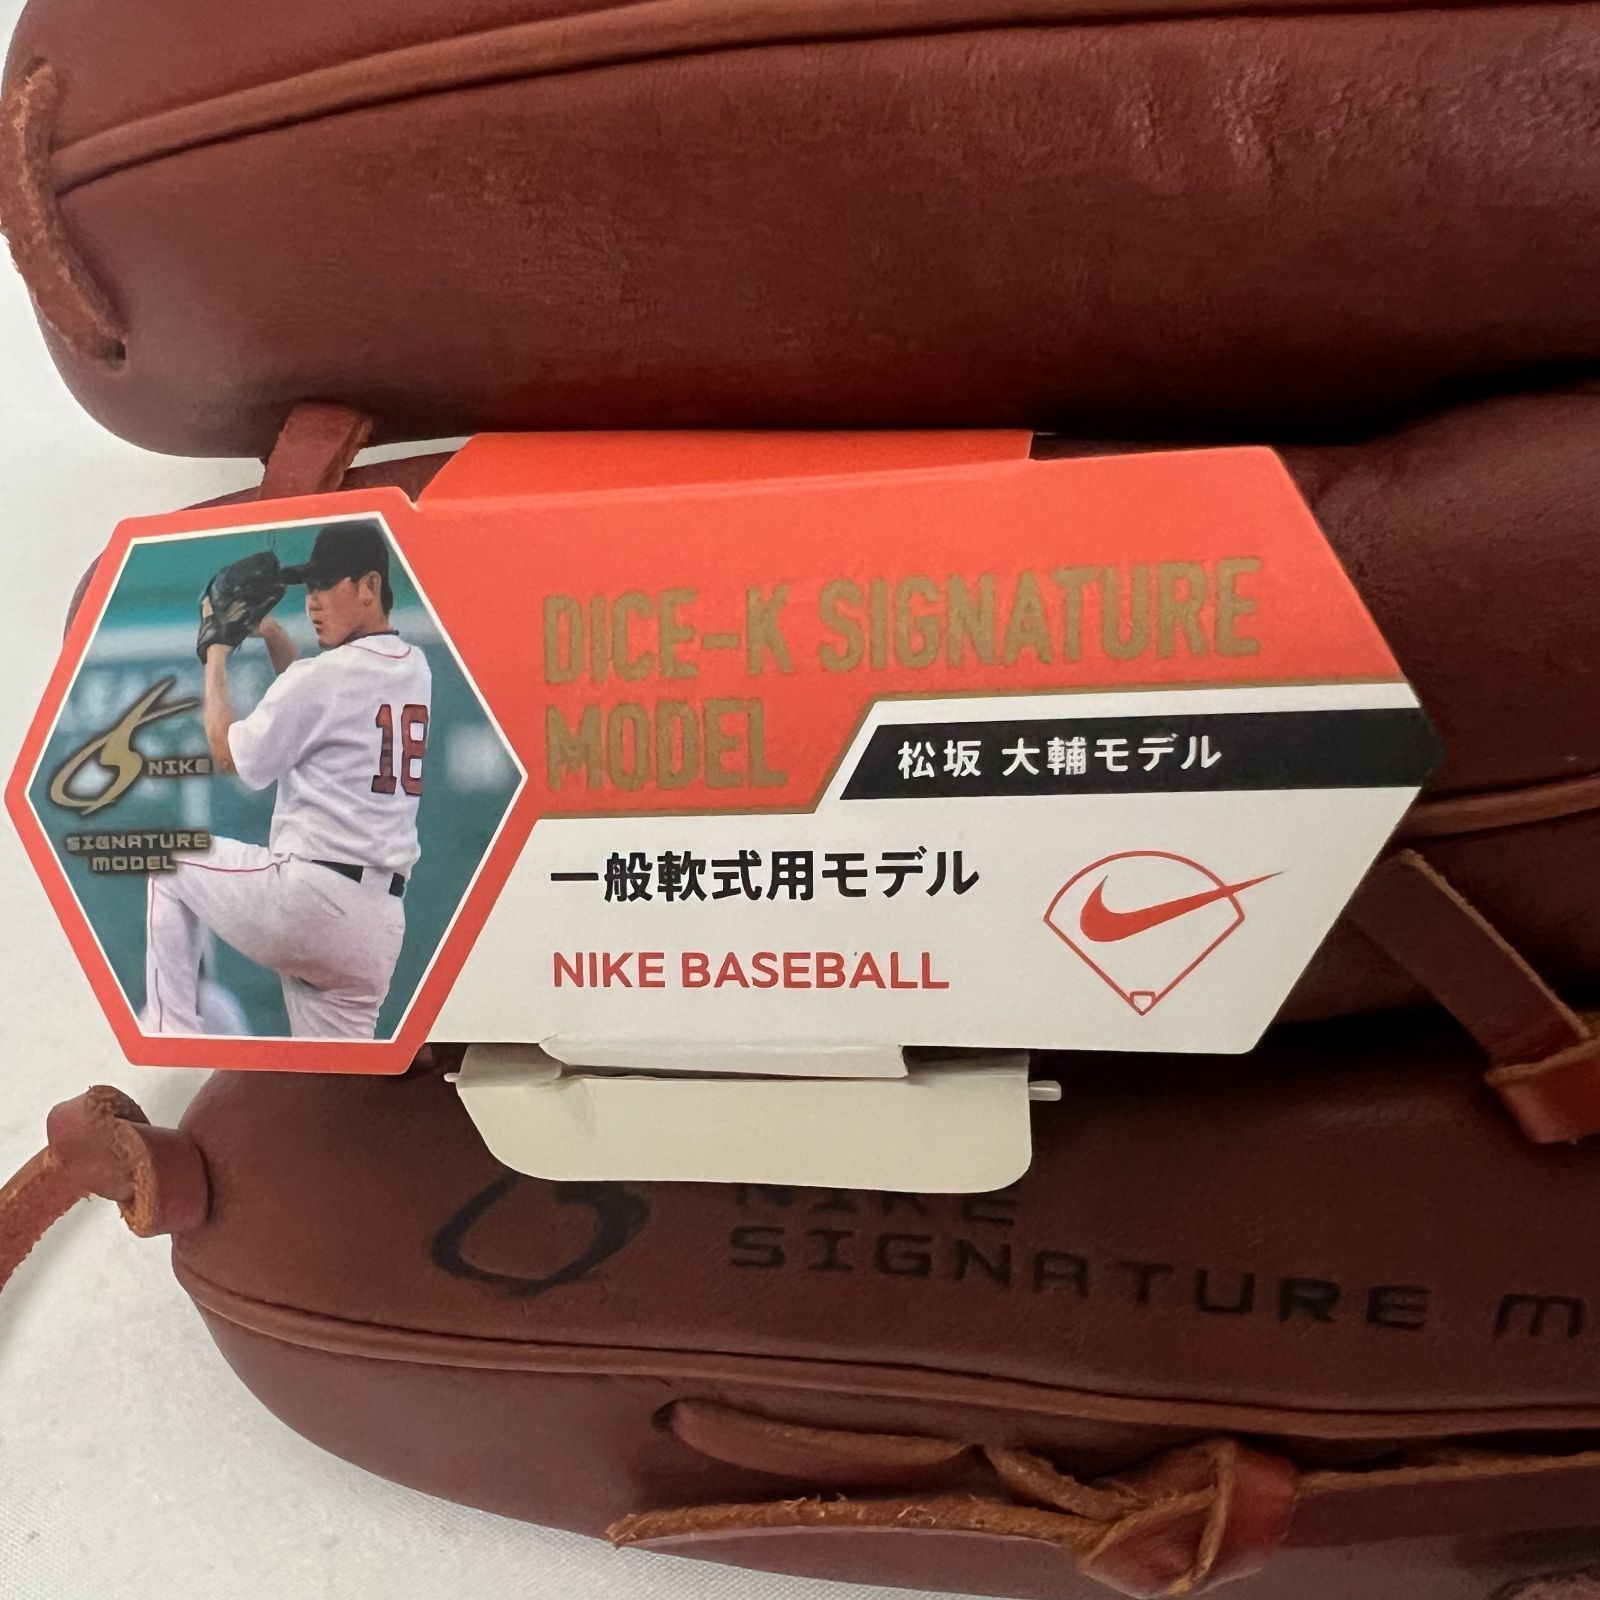 DICE-K SIGNATURE
MODEL
松坂 大輔モデル
一般軟式用モデル
NIKE BASEBALL
18
NIKE
SIGNATURE
MODEL
NIKE
SIGNATURE